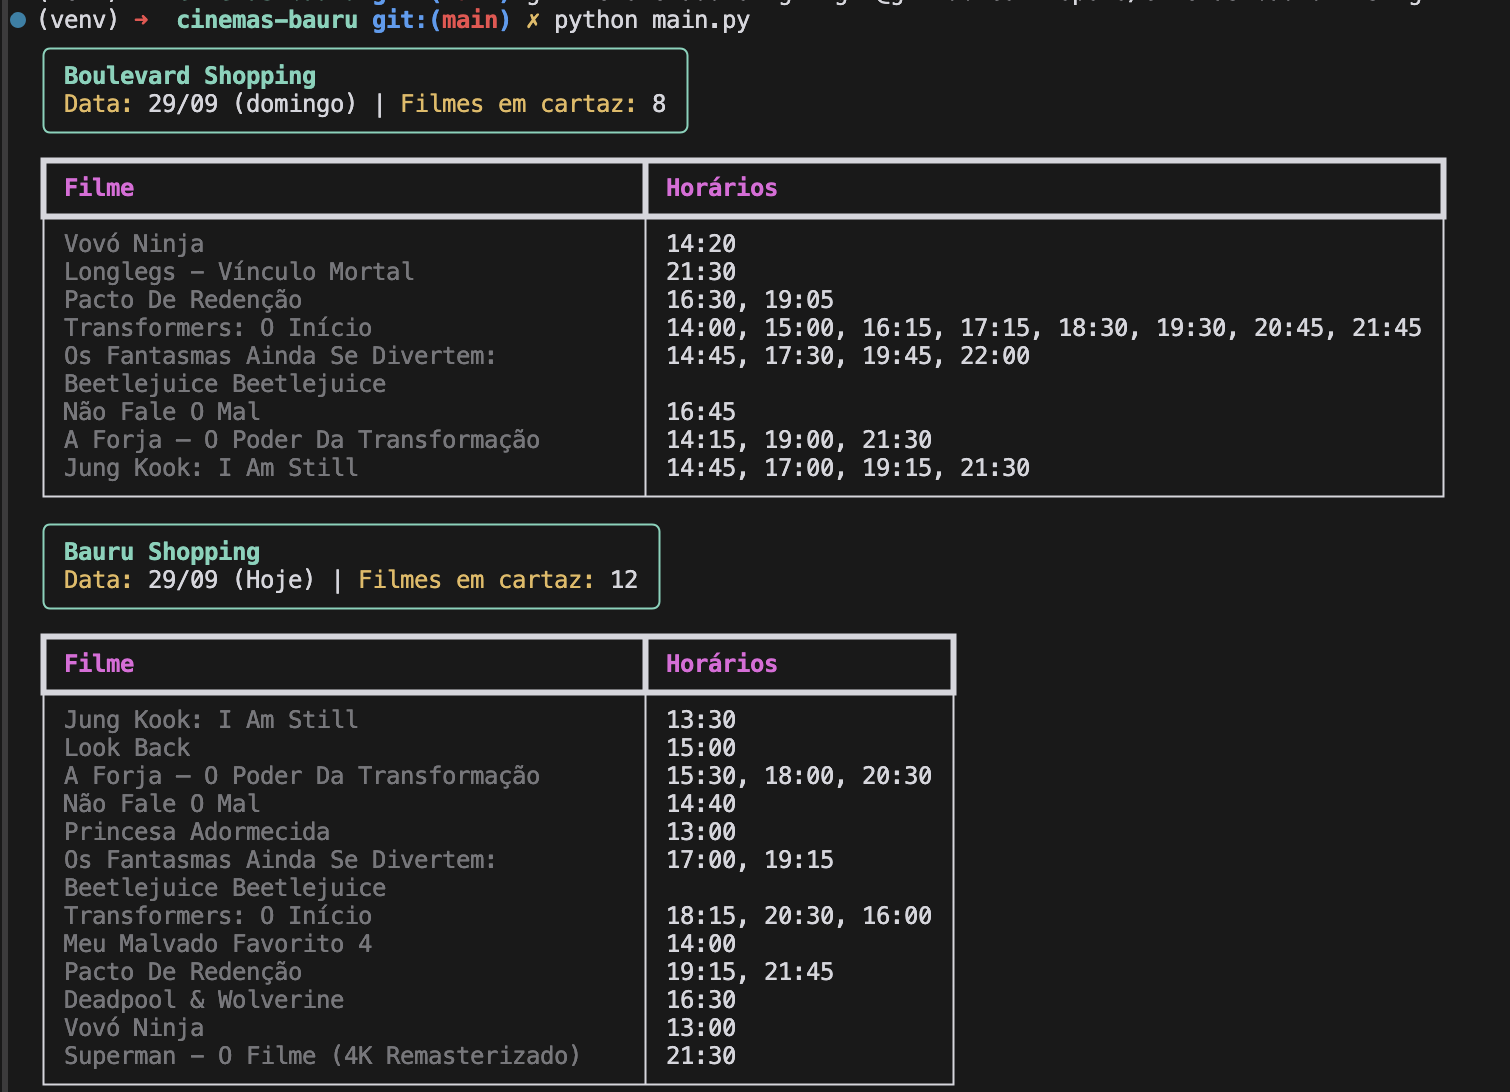 (venv) ➜ cinemas-bauru git:(main) ✗ python main.py
Boulevard Shopping
Data: 29/09 (domingo) | Filmes em cartaz: 8
Filme Horários
Vovó Ninja 14:20
Longlegs – Vínculo Mortal 21:30
Pacto De Redenção 16:30, 19:05
Transformers: O Início 14:00, 15:00, 16:15, 17:15, 18:30, 19:30, 20:45, 21:45
Os Fantasmas Ainda Se Divertem: 14:45, 17:30, 19:45, 22:00
Beetlejuice Beetlejuice
Não Fale O Mal 16:45
A Forja – O Poder Da Transformação 14:15, 19:00, 21:30
Jung Kook: I Am Still 14:45, 17:00, 19:15, 21:30
Bauru Shopping
Data: 29/09 (Hoje) | Filmes em cartaz: 12
Filme Horários
Jung Kook: I Am Still 13:30
Look Back 15:00
A Forja – O Poder Da Transformação 15:30, 18:00, 20:30
Não Fale O Mal 14:40
Princesa Adormecida 13:00
Os Fantasmas Ainda Se Divertem: 17:00, 19:15
Beetlejuice Beetlejuice
Transformers: O Início 18:15, 20:30, 16:00
Meu Malvado Favorito 4 14:00
Pacto De Redenção 19:15, 21:45
Deadpool & Wolverine 16:30
Vovó Ninja 13:00
Superman – O Filme (4K Remasterizado) 21:30